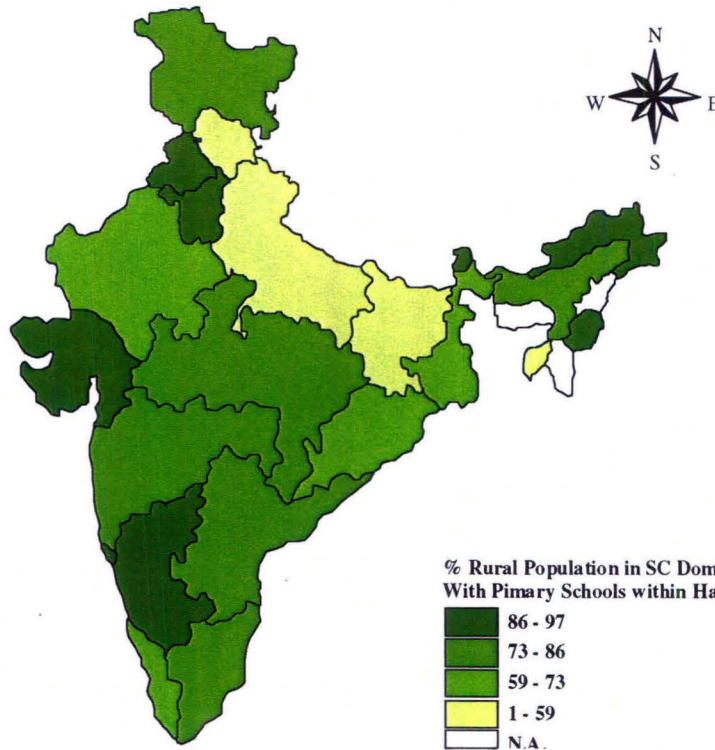 N
W E
S
% Rural Population in SC Dom
With Pimary Schools within Ha
86 - 97
73 - 86
59 - 73
1 - 59
N.A.